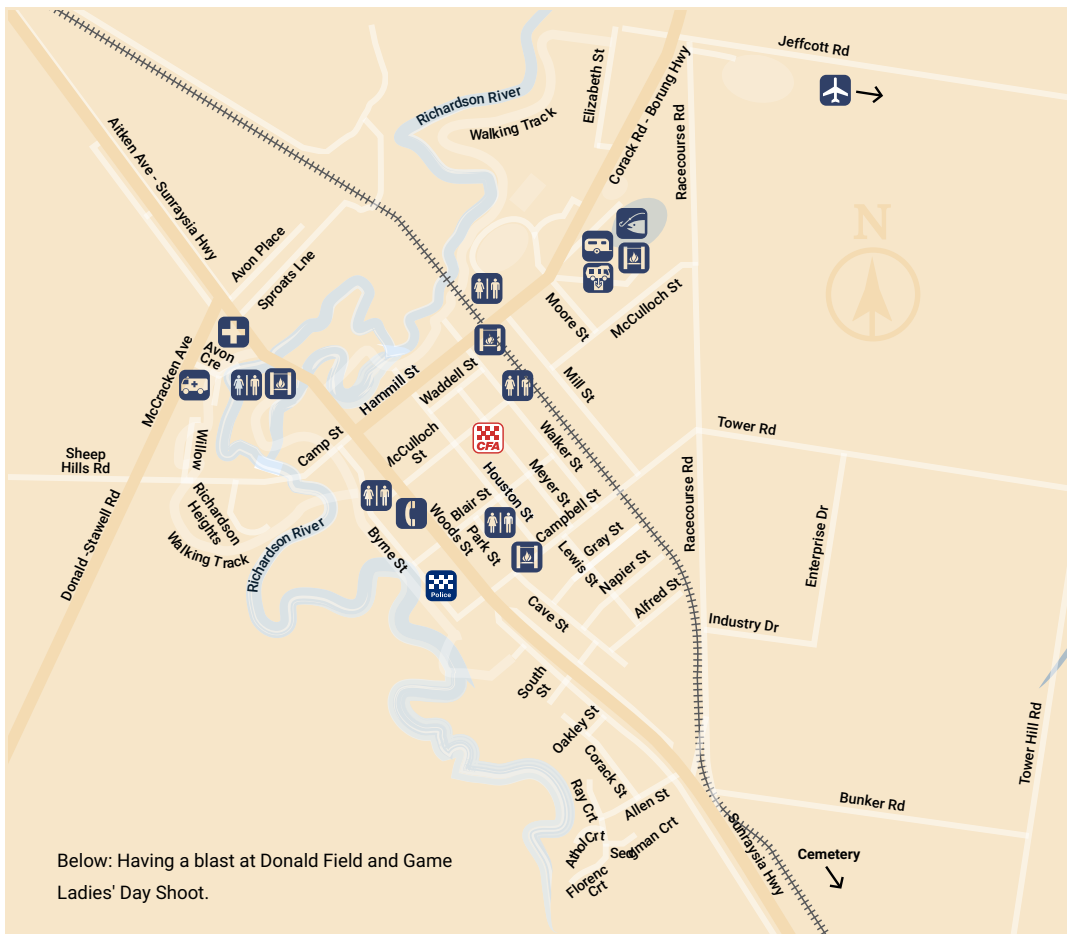 Jeffcott Rd
Elizabeth St
Richardson River
Walking Track
Corack Rd - Borung Hwy
Racecourse Rd
Aitken Ave - Sunraysia Hwy
N
Avon Place
Sproats Lne
Moore St
McCulloch St
Avon
Cre
McCracken Ave
Hammill St
Waddell St
Mill St
CFA
Tower Rd
Sheep
Hills Rd
Willow
Camp St
McCulloch
St
Walker St
Houston St
Meyer St
Blair St
Campbell St
Woods St
Park St
Racecourse Rd
Donald -Stawell Rd
Richardson
Heights
Walking Track
Richardson River
Byrne St
Gray St
Lewis St
Napier St
Alfred St
Enterprise Dr
Police
Cave St
Industry Dr
South
St
Oakley St
Corack St
Tower Hill Rd
Ray Crt
Allen St
Bunker Rd
Athol Crt
Sedgman Crt
Sunraysia Hwy
Florenc
Crt
Cemetery
Below: Having a blast at Donald Field and Game
Ladies' Day Shoot.